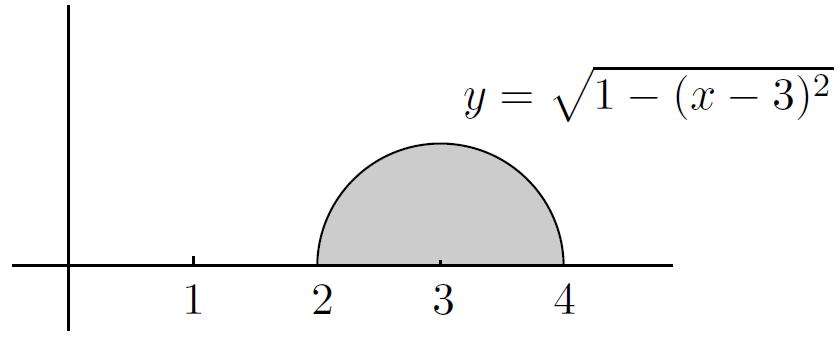 y = √1 − (x − 3)²
1 2 3 4